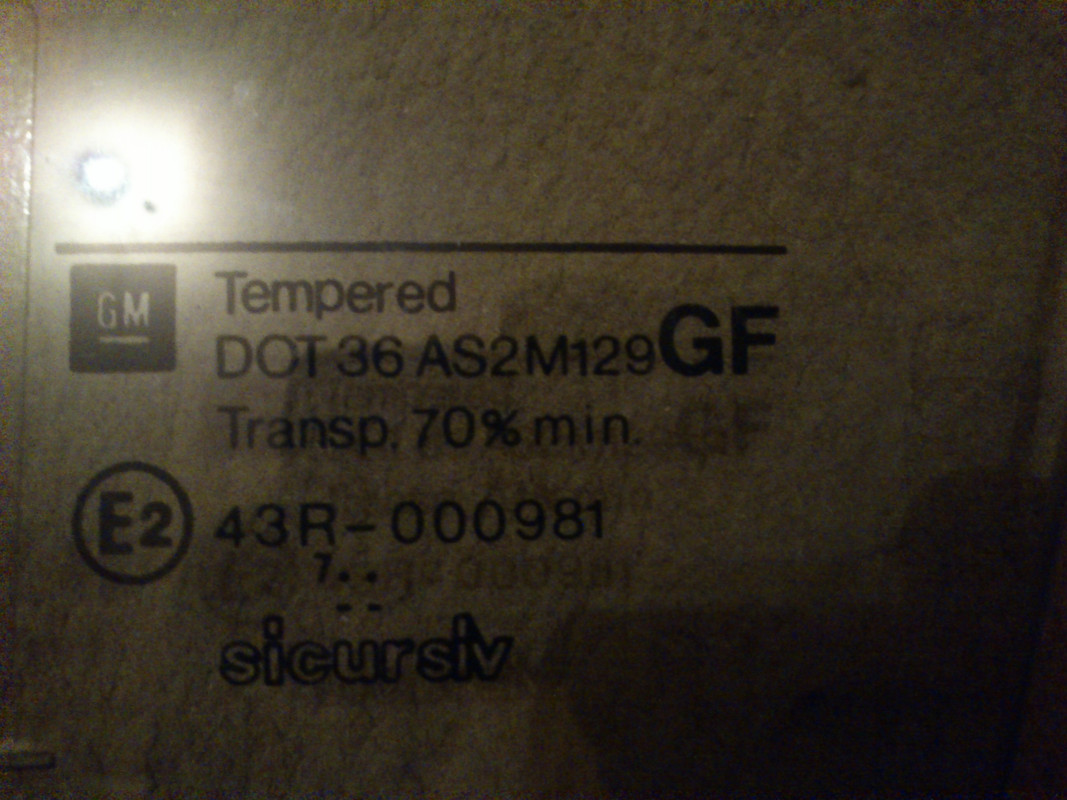 GM
Tempered
DOT 36 AS2M129 GF
Transp. 70% min.
E2 43R-000981
7..
sicursiv